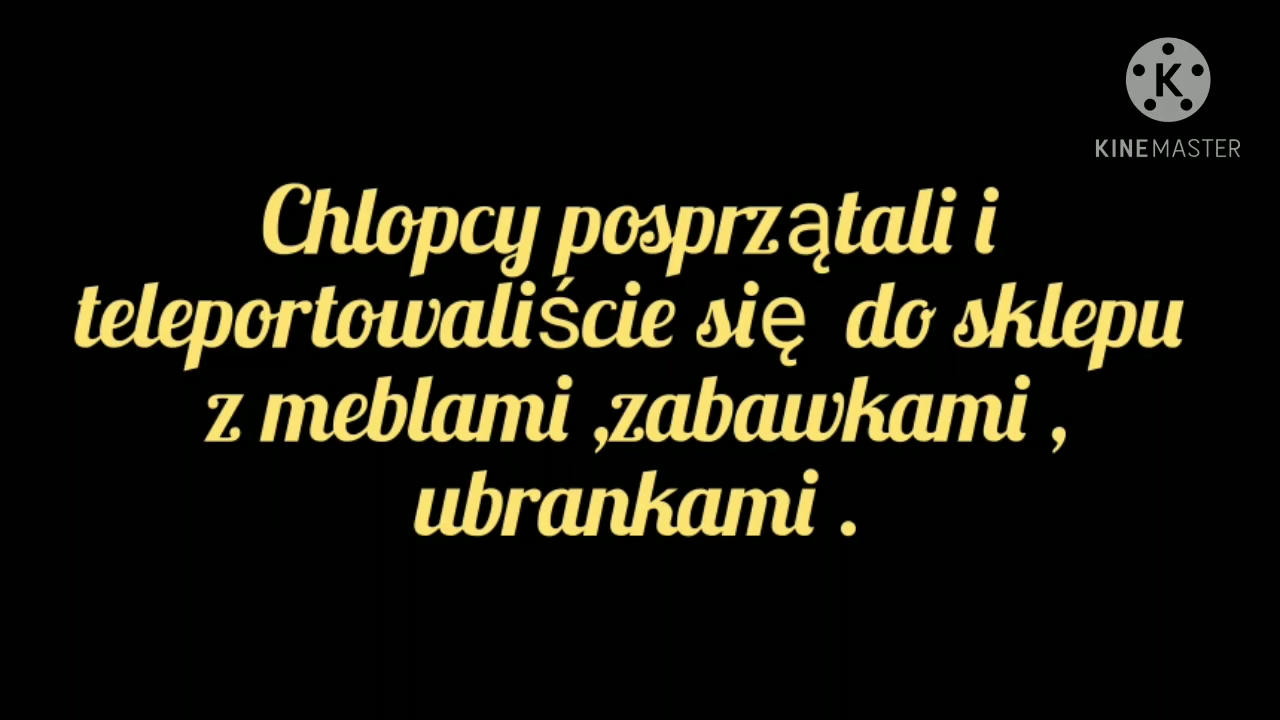 KINEMASTER
Chlopcy posprzątali i
teleportowaliście się do sklepu
z meblami ,zabawkami ,
ubrankami .